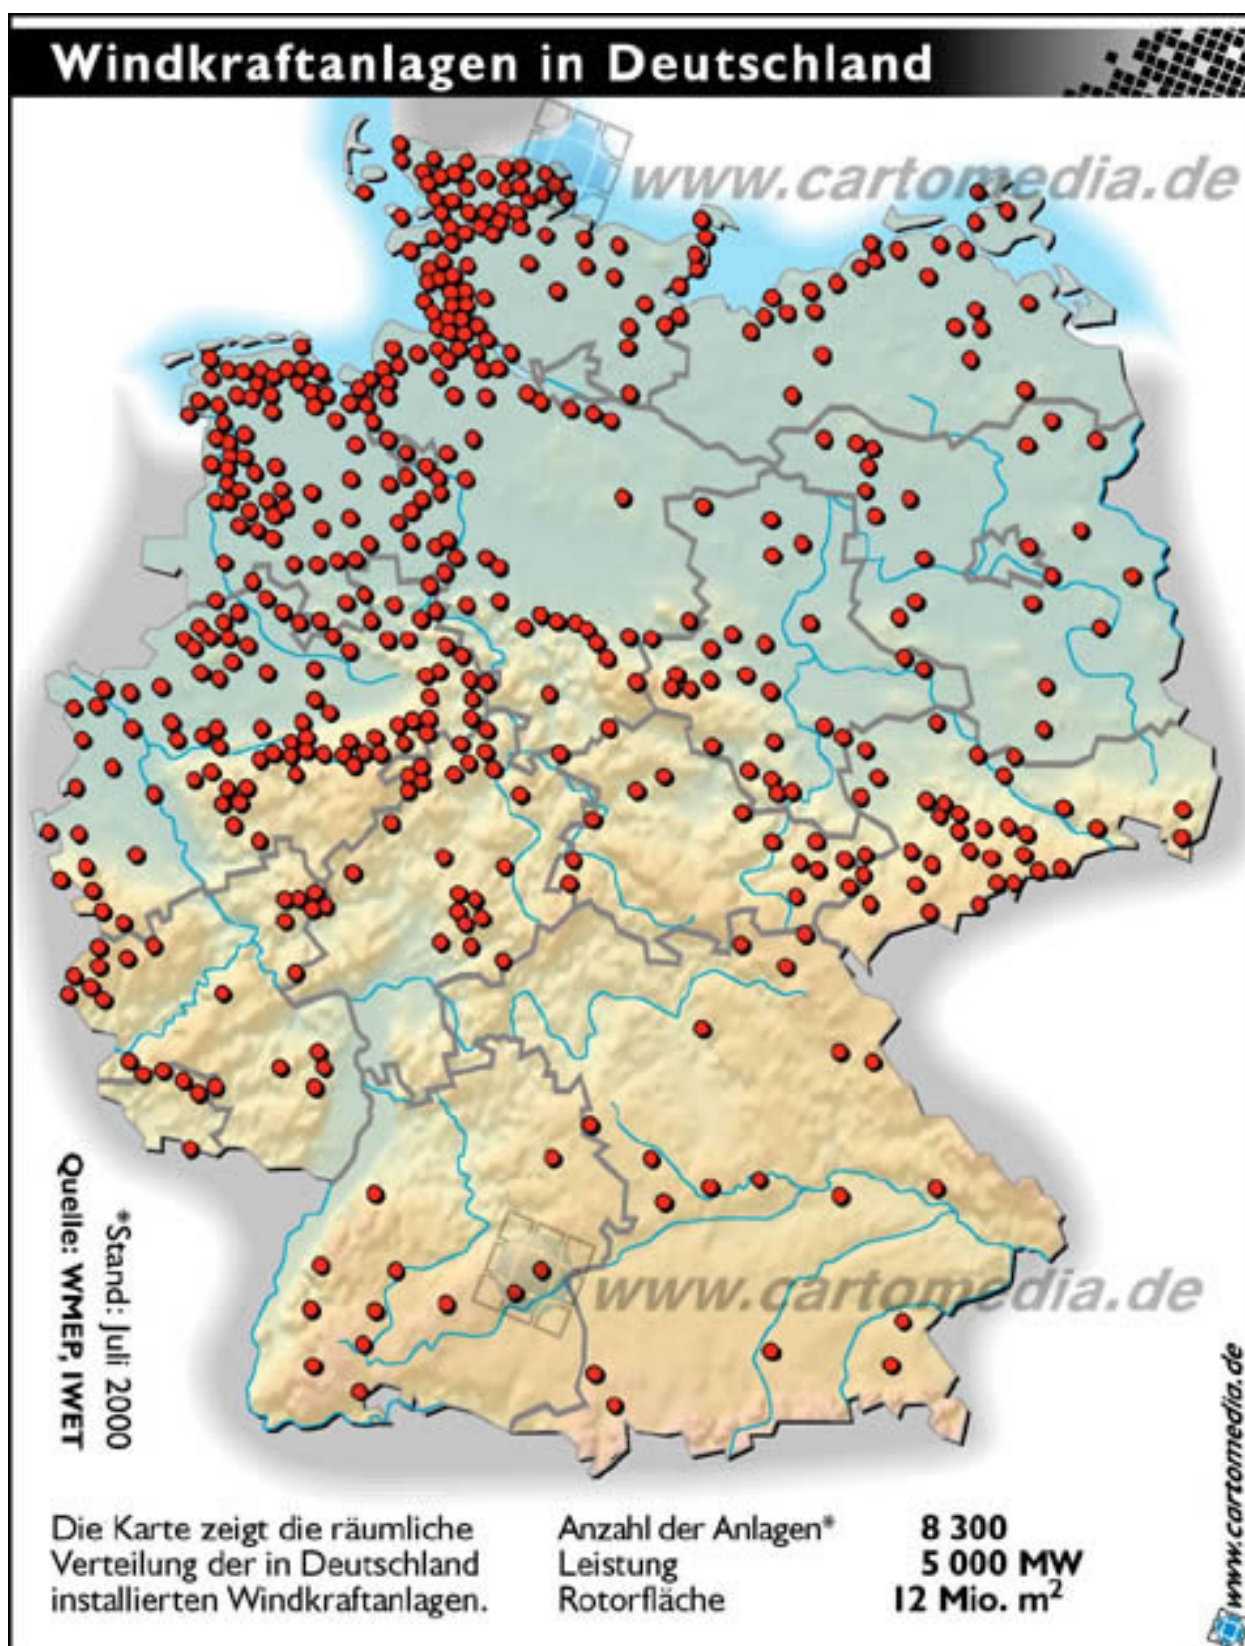 Windkraftanlagen in Deutschland
www.cartomedia.de
www.cartomedia.de
*Stand: Juli 2000
Quelle: WMEP, IWET
Die Karte zeigt die räumliche
Verteilung der in Deutschland
installierten Windkraftanlagen.
Anzahl der Anlagen* 8 300
Leistung 5 000 MW
Rotorfläche 12 Mio. m²
www.cartomedia.de